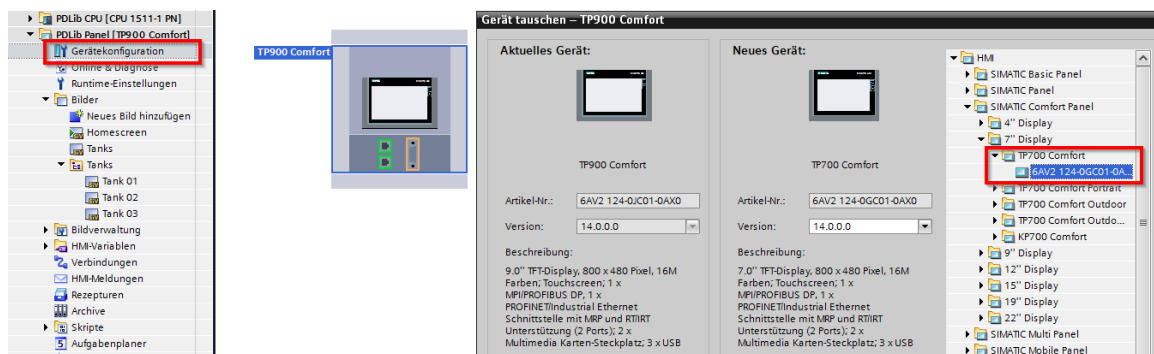 PDLib CPU [CPU 1511-1 PN]
PDLib Panel [TP900 Comfort]
Gerätekonfiguration
Online & Diagnose
Runtime-Einstellungen
Bilder
Neues Bild hinzufügen
Homescreen
Tanks
Tanks
Tank 01
Tank 02
Tank 03
Bildverwaltung
HMI-Variablen
Verbindungen
HMI-Meldungen
Rezepturen
Archive
Skripte
Aufgabenplaner
TP900 Comfort
Gerät tauschen – TP900 Comfort
Aktuelles Gerät:
TP900 Comfort
Artikel-Nr.: 6AV2 124-0JC01-0AX0
Version: 14.0.0.0
Beschreibung:
9.0'' TFT-Display, 800 x 480 Pixel, 16M
Farben; Touchscreen; 1 x
MPI/PROFIBUS DP, 1 x
PROFINET/Industrial Ethernet
Schnittstelle mit MRP und RT/IRT
Unterstützung (2 Ports); 2 x
Multimedia Karten-Steckplatz; 3 x USB
Neues Gerät:
TP700 Comfort
Artikel-Nr.: 6AV2 124-0GC01-0AX0
Version: 14.0.0.0
Beschreibung:
7.0'' TFT-Display, 800 x 480 Pixel, 16M
Farben; Touchscreen; 1 x
MPI/PROFIBUS DP, 1 x
PROFINET/Industrial Ethernet
Schnittstelle mit MRP und RT/IRT
Unterstützung (2 Ports); 2 x
Multimedia Karten-Steckplatz; 3 x USB
HMI
SIMATIC Basic Panel
SIMATIC Panel
SIMATIC Comfort Panel
4'' Display
7'' Display
TP700 Comfort
6AV2 124-0GC01-0A...
TP700 Comfort Portrait
TP700 Comfort Outdoor
TP700 Comfort Outdo...
KP700 Comfort
9'' Display
12'' Display
15'' Display
19'' Display
22'' Display
SIMATIC Multi Panel
SIMATIC Mobile Panel